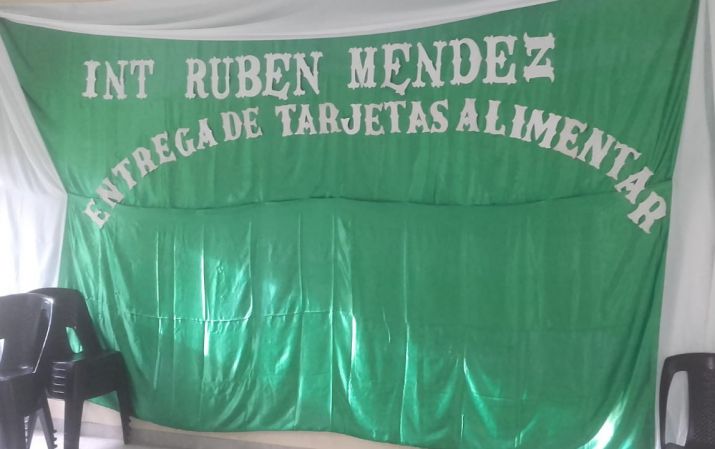 INT RUBEN MENDEZ
ENTREGA DE TARJETAS ALIMENTAR